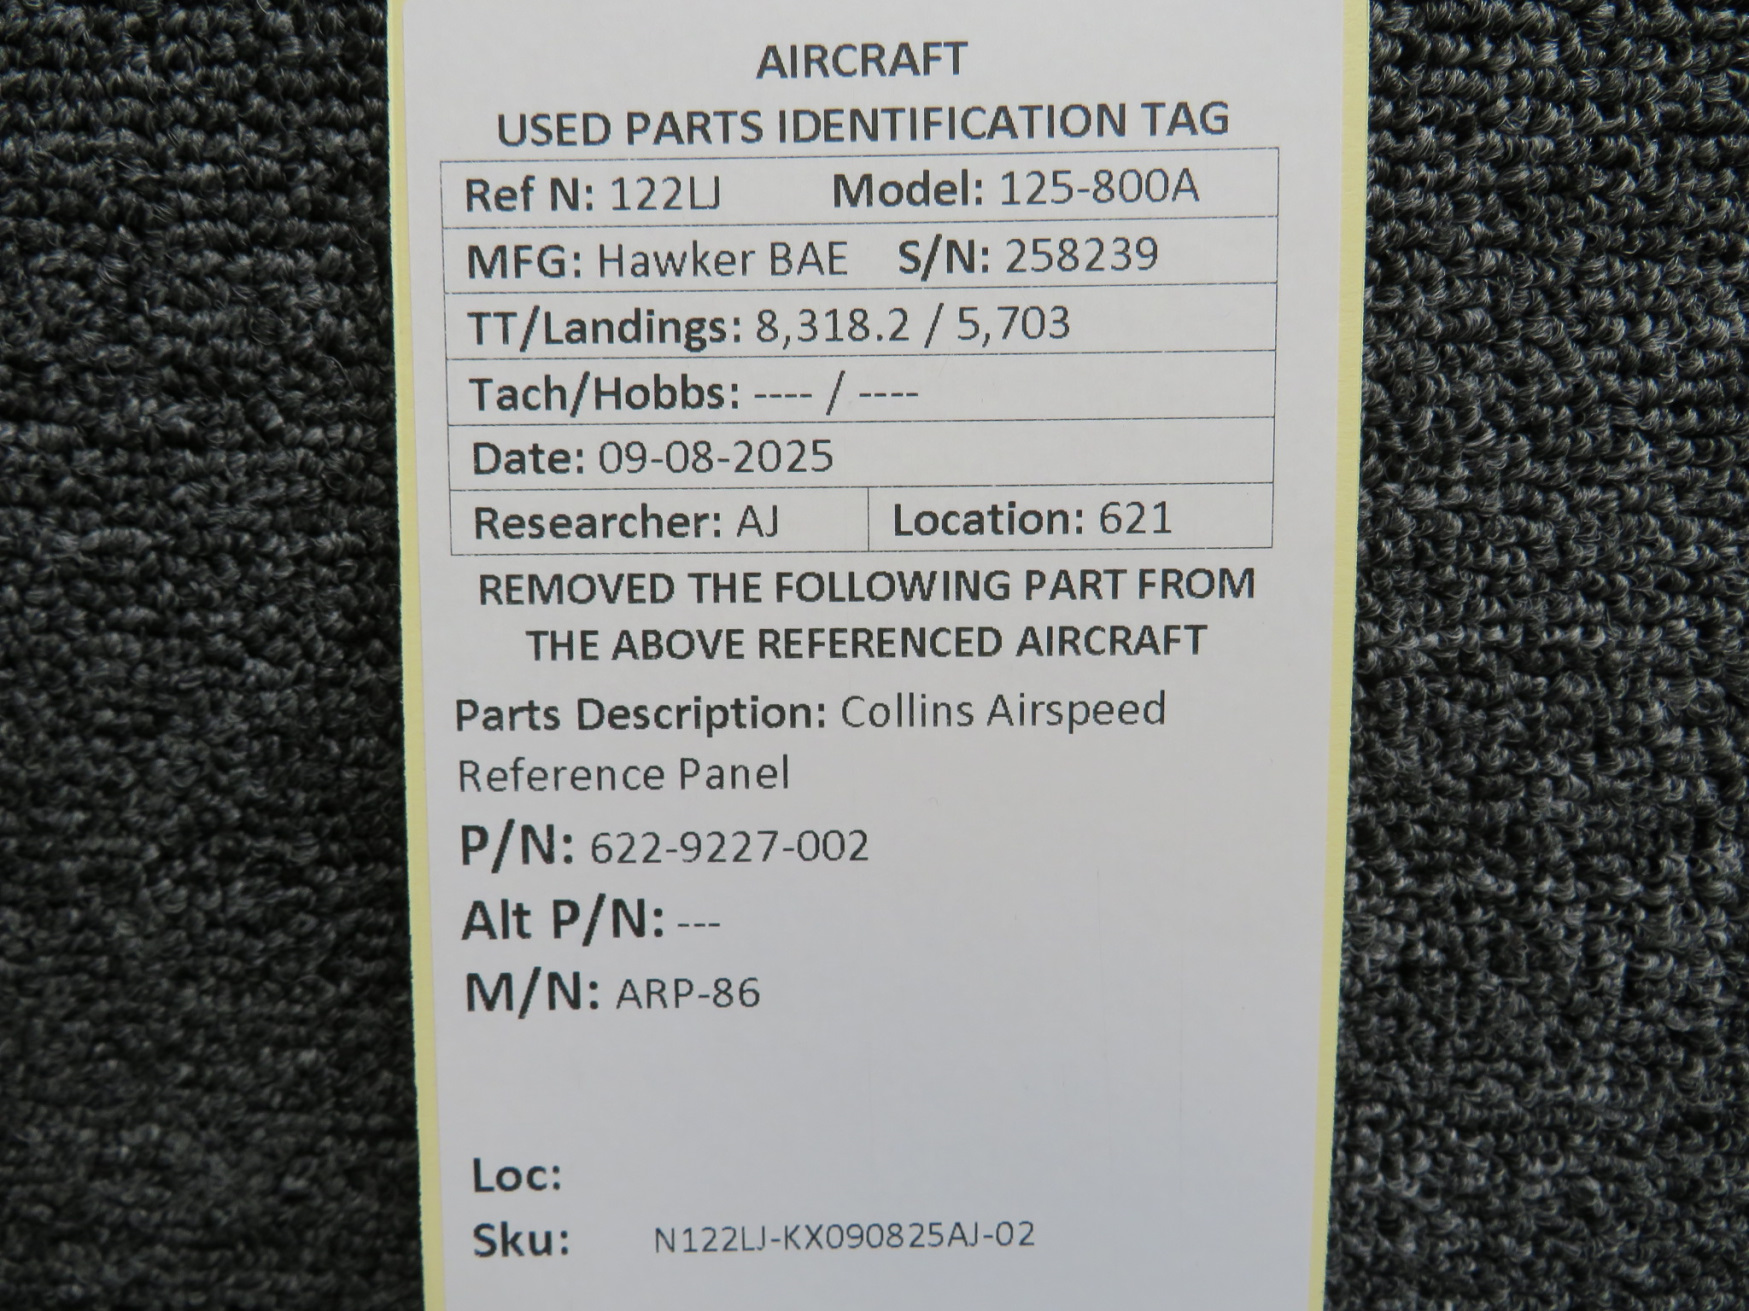 AIRCRAFT
USED PARTS IDENTIFICATION TAG
Ref N: 122LJ Model: 125-800A
MFG: Hawker BAE S/N: 258239
TT/Landings: 8,318.2 / 5,703
Tach/Hobbs: ---- / ----
Date: 09-08-2025
Researcher: AJ Location: 621
REMOVED THE FOLLOWING PART FROM
THE ABOVE REFERENCED AIRCRAFT
Parts Description: Collins Airspeed
Reference Panel
P/N: 622-9227-002
Alt P/N: ---
M/N: ARP-86
Loc:
Sku: N122LJ-KX090825AJ-02